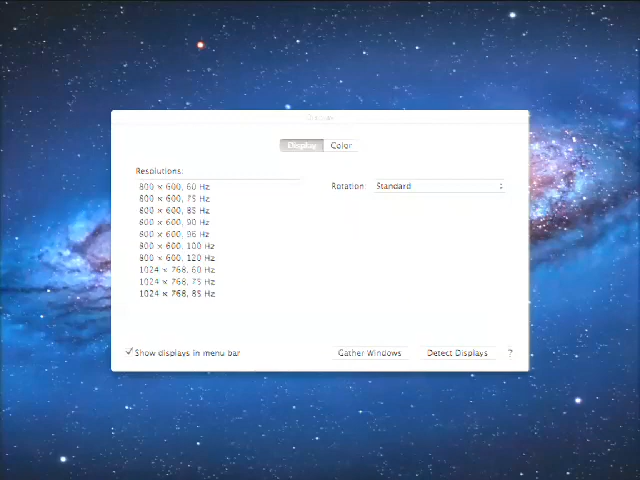 Display
Color
Resolutions:
800 × 600, 60 Hz
800 × 600, 75 Hz
800 × 600, 85 Hz
800 × 600, 90 Hz
800 × 600, 96 Hz
800 × 600, 100 Hz
800 × 600, 120 Hz
1024 × 768, 60 Hz
1024 × 768, 75 Hz
1024 × 768, 85 Hz
Rotation: Standard
Show displays in menu bar
Gather Windows
Detect Displays
?